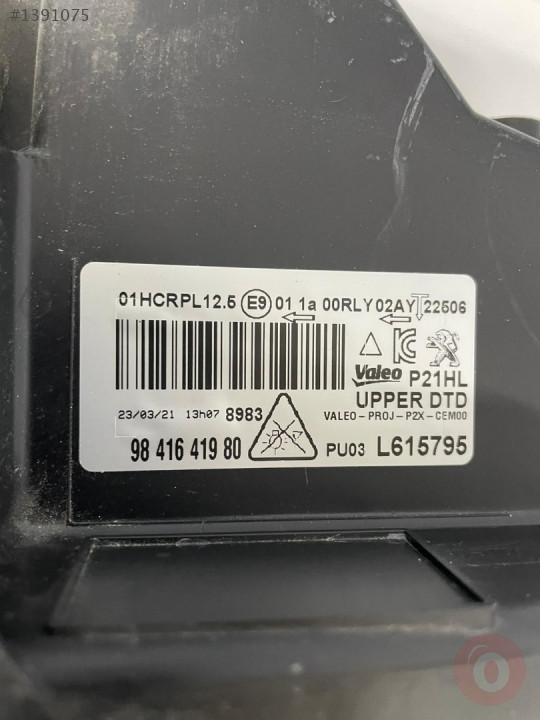 #1391075
01HCRPL12.5 E9 01 1a 00RLY02AY 22506
Valeo P21HL
UPPER DTD
23/03/21 13h07 8983 VALEO-PROJ-P2X-CEM00
98 416 419 80 PU03 L615795